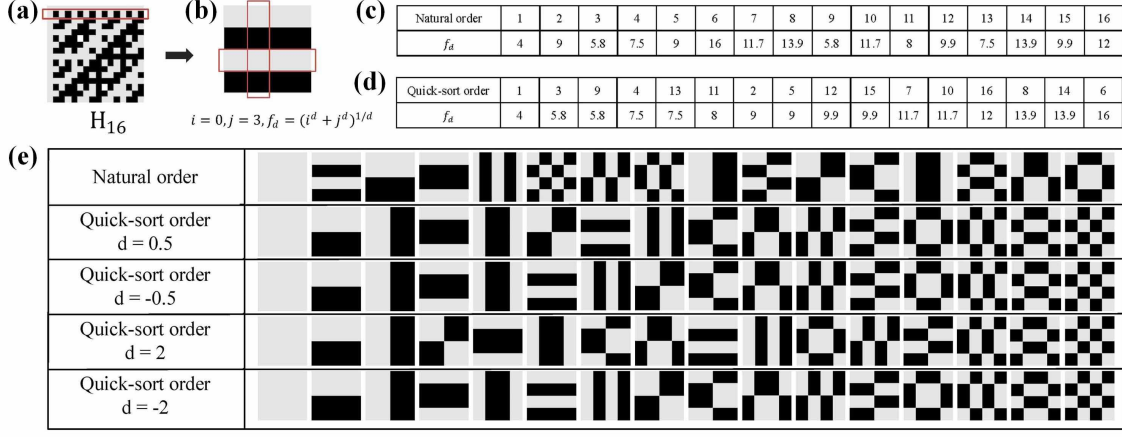 (a)
(b)
(c)
(d)
(e)
H₁₆
i = 0, j = 3, f_d = (i^d + j^d)^{1/d}
Natural order 1 2 3 4 5 6 7 8 9 10 11 12 13 14 15 16
f_d 4 9 5.8 7.5 9 16 11.7 13.9 5.8 11.7 8 9.9 7.5 13.9 9.9 12
Quick-sort order 1 3 9 4 13 11 2 5 12 15 7 10 16 8 14 6
f_d 4 5.8 5.8 7.5 7.5 8 9 9 9.9 9.9 11.7 11.7 12 13.9 13.9 16
Natural order
Quick-sort order
d = 0.5
Quick-sort order
d = -0.5
Quick-sort order
d = 2
Quick-sort order
d = -2